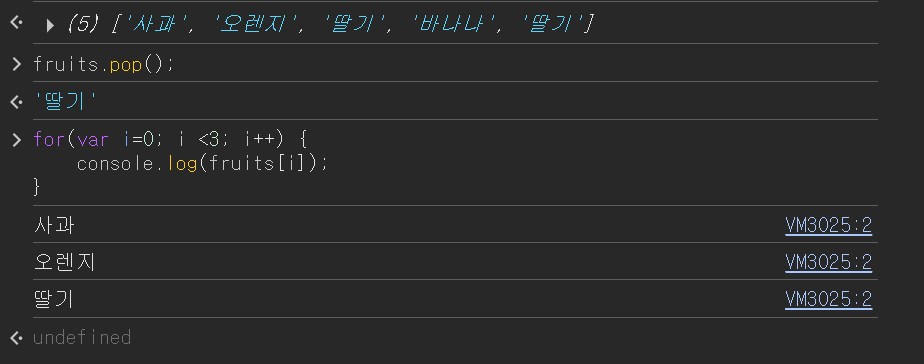 (5) ['사과', '오렌지', '딸기', '바나나', '딸기']
fruits.pop();
'딸기'
for(var i=0; i <3; i++) {
    console.log(fruits[i]);
}
사과 VM3025:2
오렌지 VM3025:2
딸기 VM3025:2
undefined